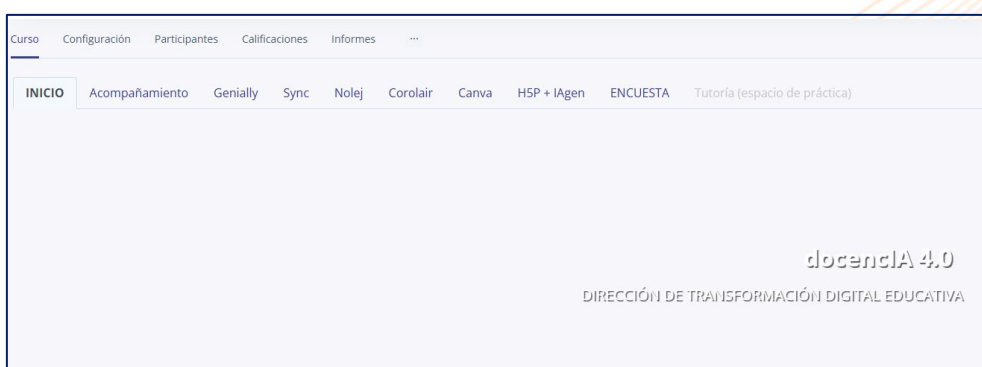 Curso Configuración Participantes Calificaciones Informes ...
INICIO Acompañamiento Genially Sync Nolej Corolair Canva H5P + IAgen ENCUESTA Tutoría (espacio de práctica)
docencIA 4.0
DIRECCIÓN DE TRANSFORMACIÓN DIGITAL EDUCATIVA